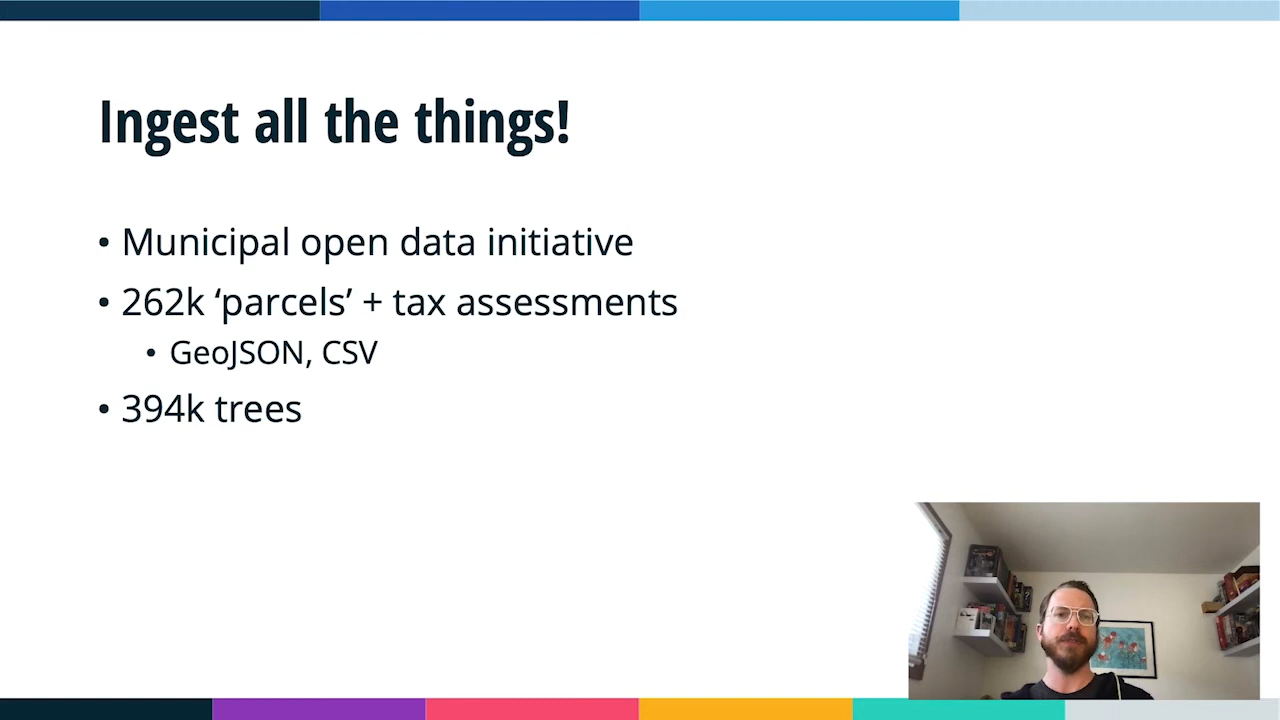 Ingest all the things!
• Municipal open data initiative
• 262k ‘parcels’ + tax assessments
• GeoJSON, CSV
• 394k trees